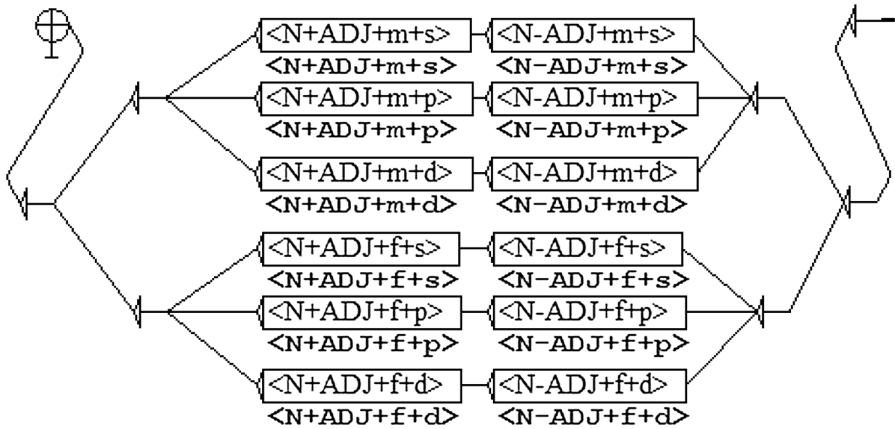 <N+ADJ+m+s> <N-ADJ+m+s>
<N+ADJ+m+s> <N-ADJ+m+s>
<N+ADJ+m+p> <N-ADJ+m+p>
<N+ADJ+m+p> <N-ADJ+m+p>
<N+ADJ+m+d> <N-ADJ+m+d>
<N+ADJ+m+d> <N-ADJ+m+d>
<N+ADJ+f+s> <N-ADJ+f+s>
<N+ADJ+f+s> <N-ADJ+f+s>
<N+ADJ+f+p> <N-ADJ+f+p>
<N+ADJ+f+p> <N-ADJ+f+p>
<N+ADJ+f+d> <N-ADJ+f+d>
<N+ADJ+f+d> <N-ADJ+f+d>